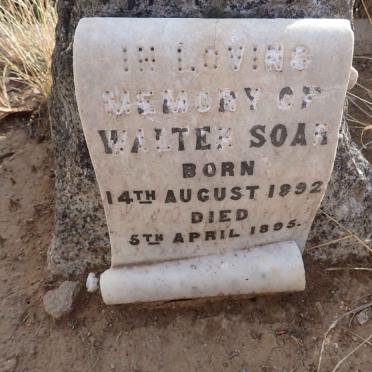 IN LOVING
MEMORY OF
WALTER SOAR
BORN
14TH AUGUST 1892
DIED
5TH APRIL 1895.